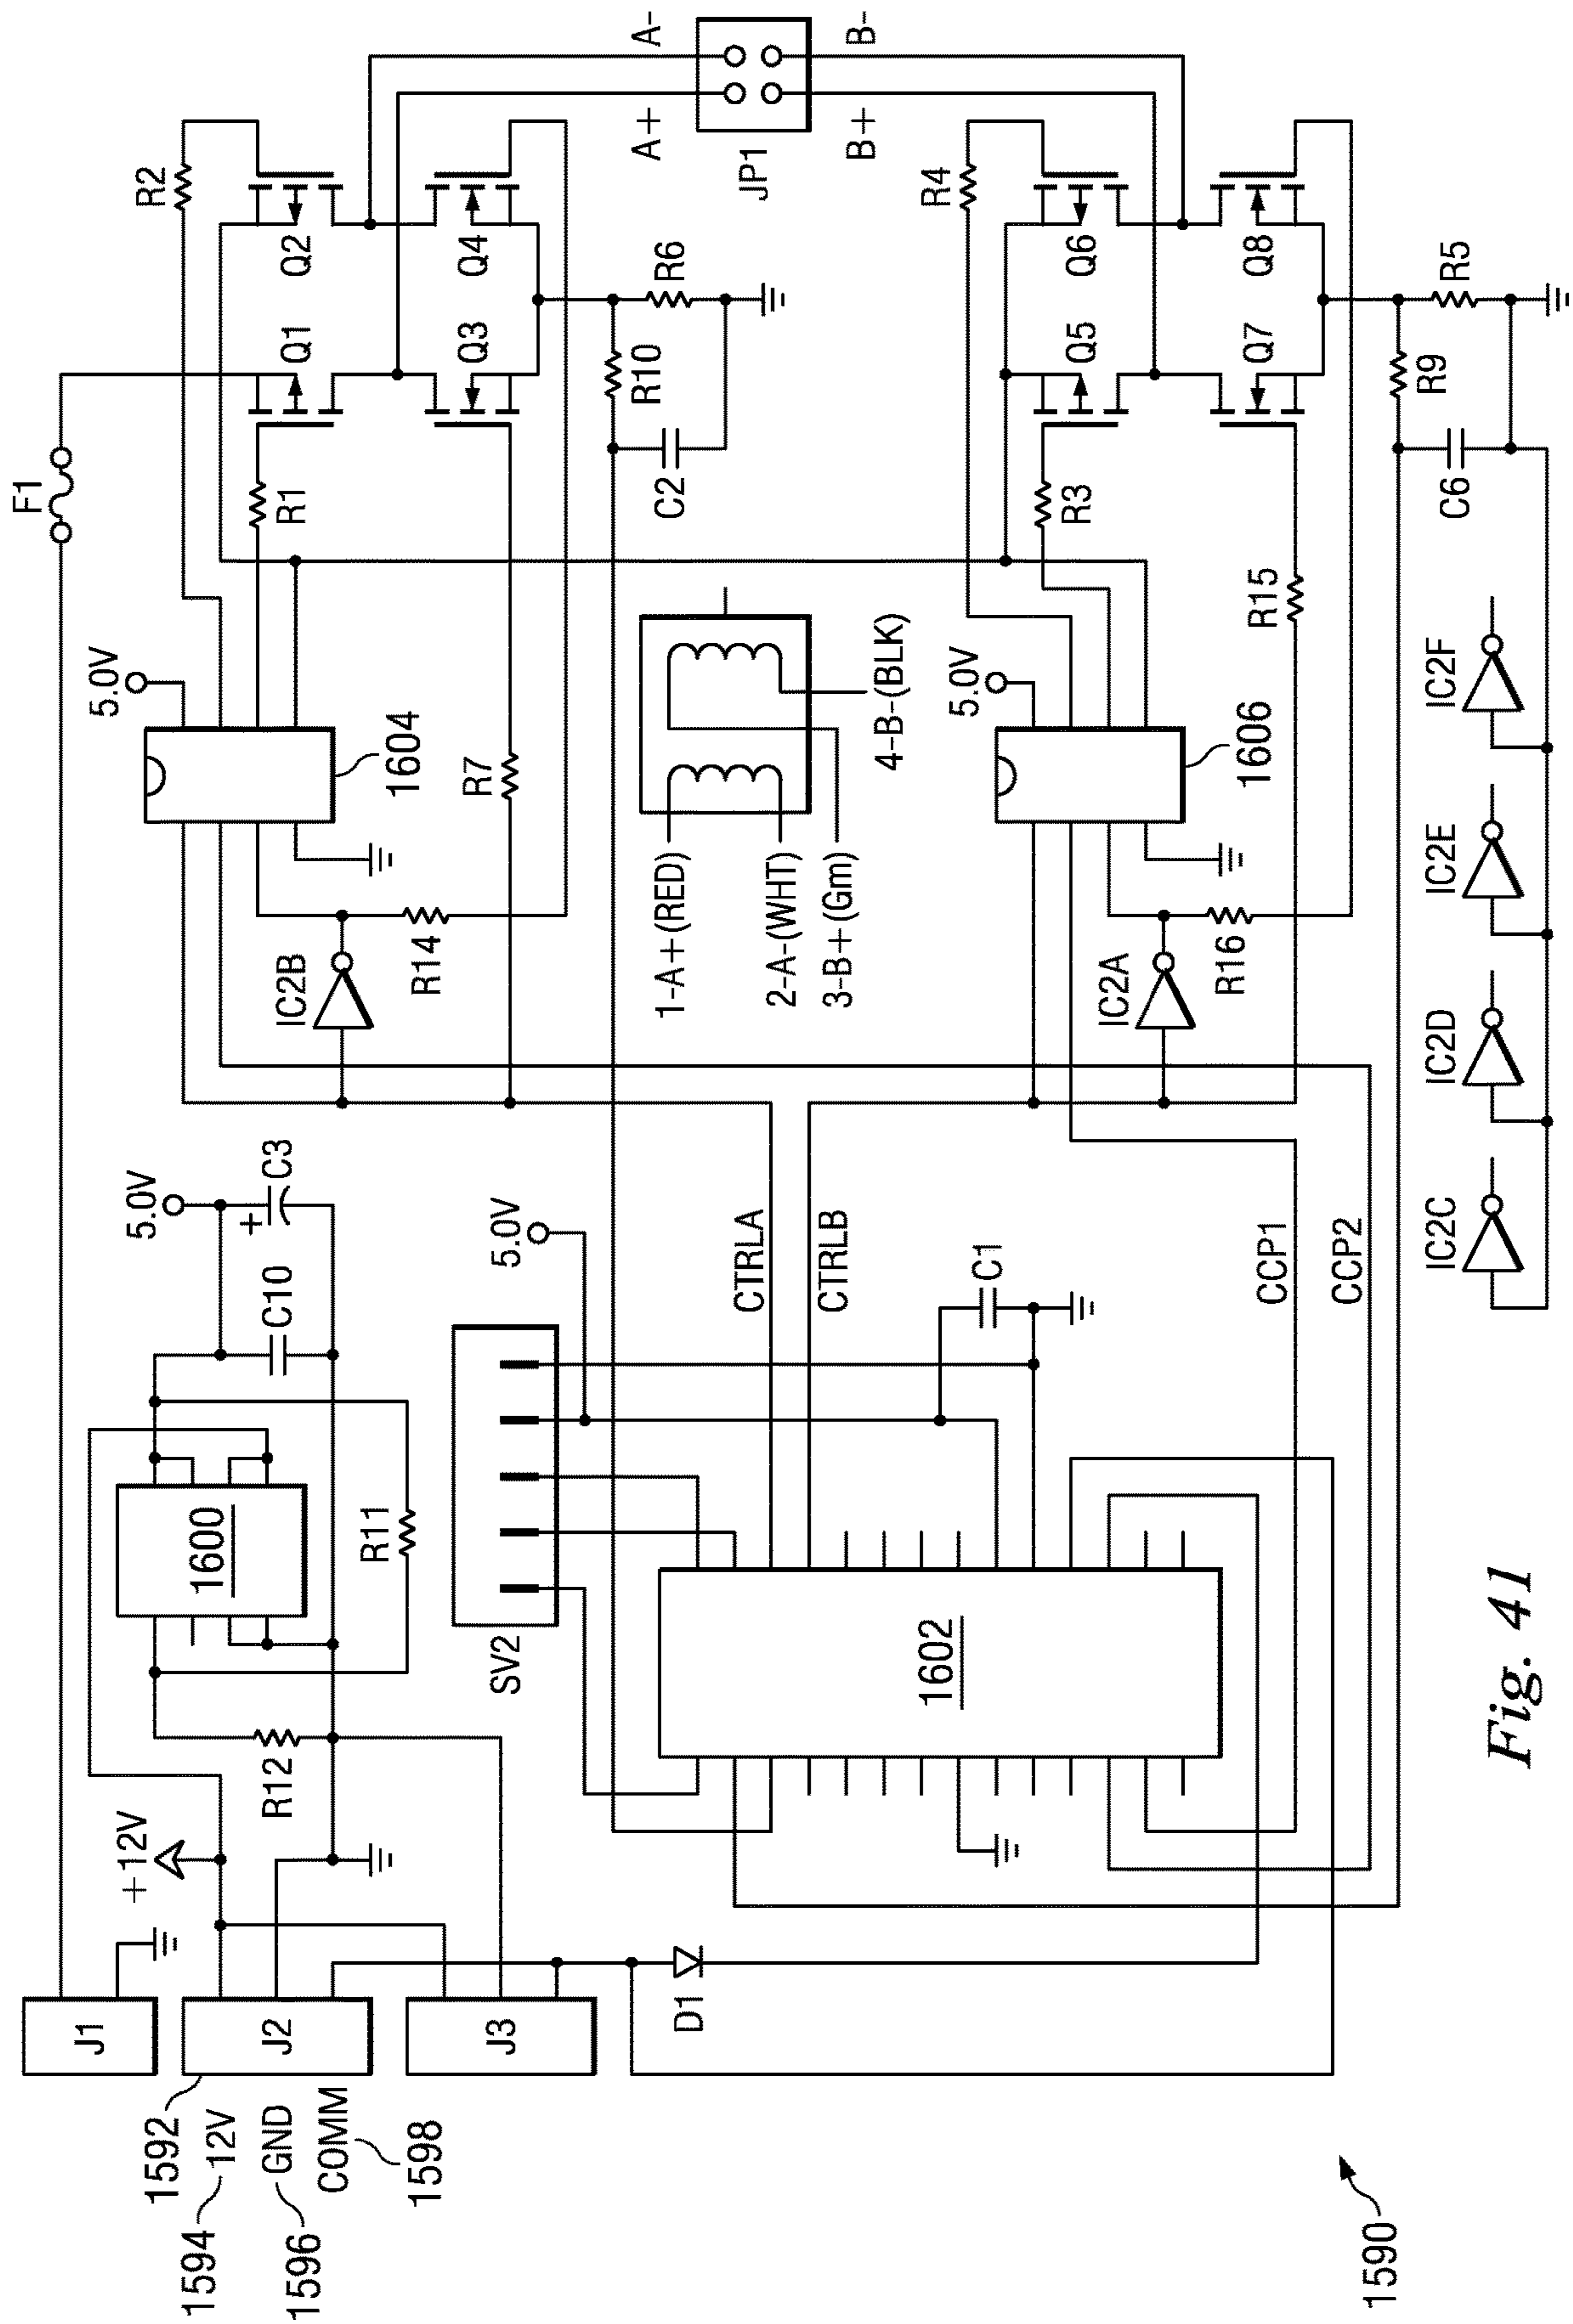 F1
A-
A+
JP1
B-
B+
R2
Q2
Q4
Q1
Q3
R6
R10
C2
R1
5.0V
1604
R7
R14
IC2B
R4
Q6
Q8
Q5
Q7
R5
R9
C6
R3
R15
5.0V
1606
R16
IC2A
1-A+(RED)
2-A-(WHT)
3-B+(Gm)
4-B-(BLK)
IC2F
IC2E
IC2D
IC2C
5.0V
+
C3
C10
1600
R11
R12
5.0V
SV2
CTRLA
CTRLB
C1
CCP1
CCP2
1602
+12V
J1
J2
J3
D1
1592
1594
12V
1596
GND
COMM
1598
1590
Fig. 41